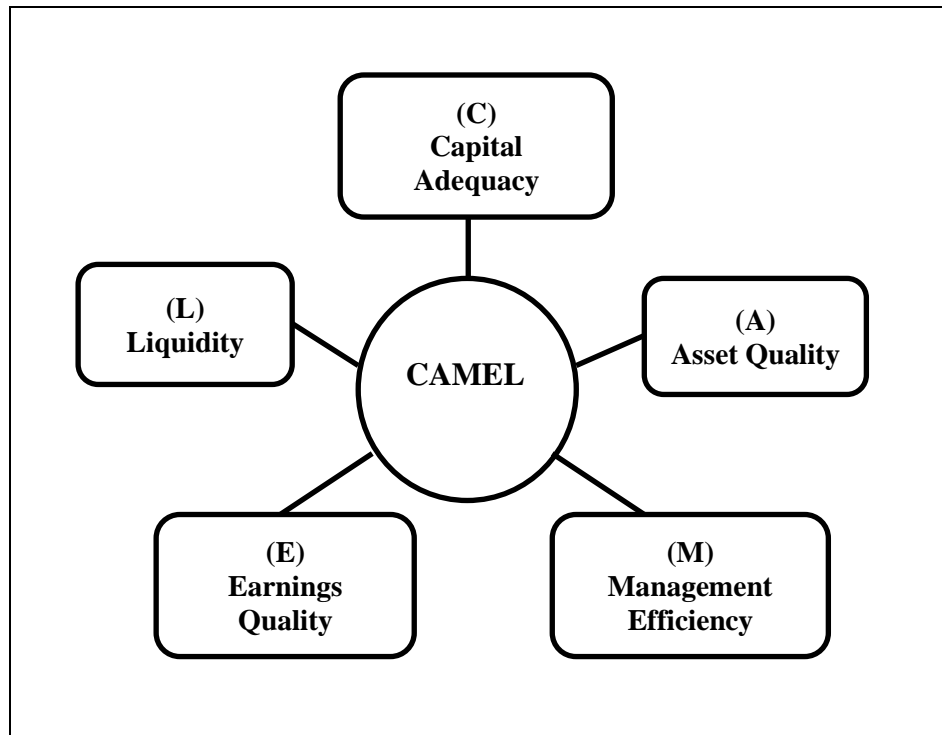 (C)
Capital
Adequacy
(L)
Liquidity
(A)
Asset Quality
CAMEL
(E)
Earnings
Quality
(M)
Management
Efficiency